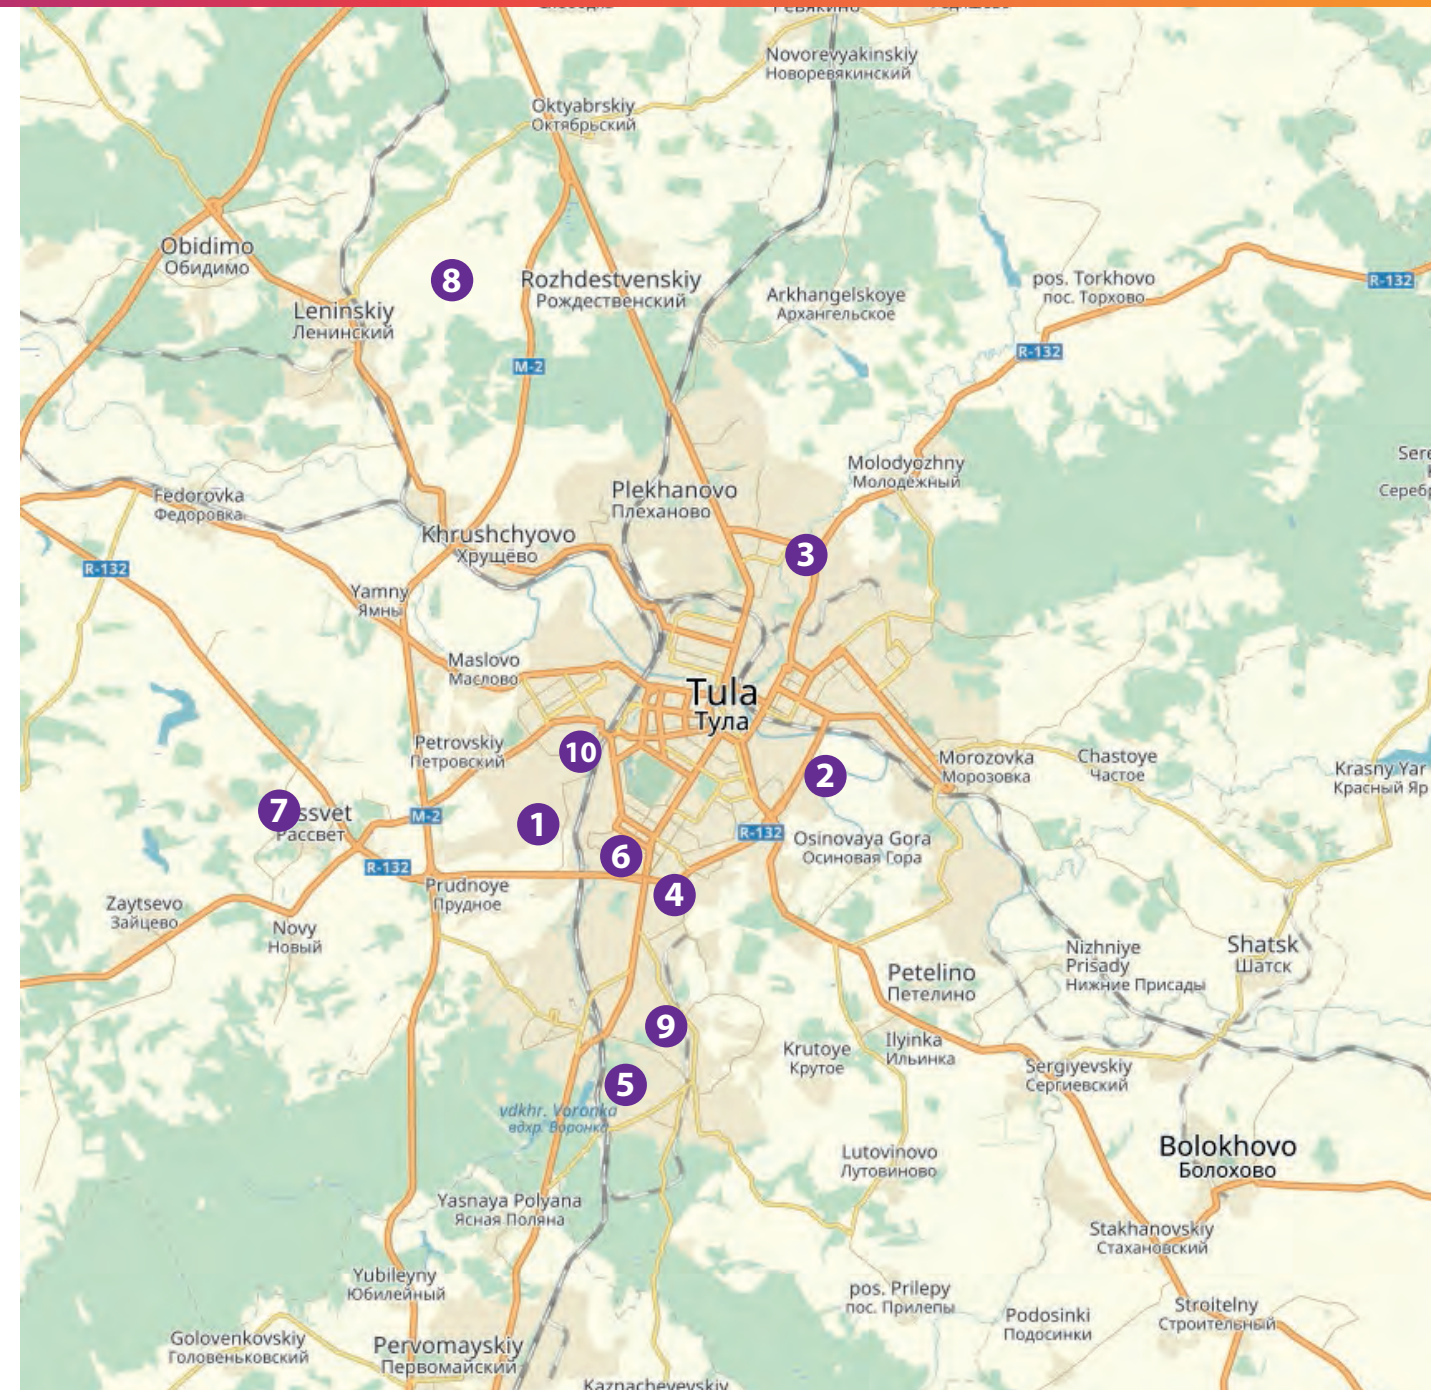 Novorevyakinskiy
Новоревякинский
Oktyabrskiy
Октябрьский
Obidimo
Обидимо
8
Rozhdestvenskiy
Рождественский
pos. Torkhovo
пос. Торхово
R-132
Arkhangelskoye
Архангельское
Leninskiy
Ленинский
R-132
M-2
Molodyozhny
Молодёжный
Plekhanovo
Плеханово
Fedorovka
Федоровка
Khrushchyovo
Хрущёво
3
R-132
Yamny
Ямны
Maslovo
Маслово
Tula
Тула
Petrovskiy
Петровский
10
Morozovka
Морозовка
Chastoye
Частое
Krasny Yar
Красный Яр
2
7
ssvet
Рассвет
M-2
1
R-132
Osinovaya Gora
Осиновая Гора
6
R-132
4
Prudnoye
Прудное
Zaytsevo
Зайцево
Novy
Новый
Nizhniye
Prisady
Нижние Присады
Shatsk
Шатск
Petelino
Петелино
9
Krutoye
Крутое
Ilyinka
Ильинка
Sergiyevskiy
Сергиевский
5
vdkhr. Voronka
вдхр. Воронка
Bolokhovo
Болохово
Lutovinovo
Лутовиново
Yasnaya Polyana
Ясная Поляна
Stakhanovskiy
Стахановский
Yubileyny
Юбилейный
pos. Prilepy
пос. Прилепы
Podosinki
Подосинки
Stroitelny
Строительный
Golovenkovskiy
Головеньковский
Pervomayskiy
Первомайский
Kaznacheyevskiy